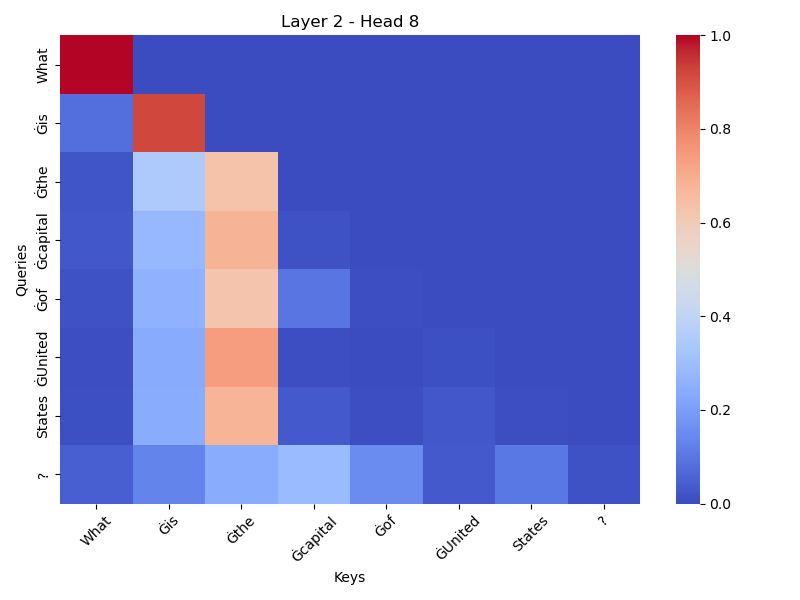 Layer 2 - Head 8
Queries
What
Ġis
Ġthe
Ġcapital
Ġof
ĠUnited
States
?
What
Ġis
Ġthe
Ġcapital
Ġof
ĠUnited
States
?
Keys
1.0
0.8
0.6
0.4
0.2
0.0